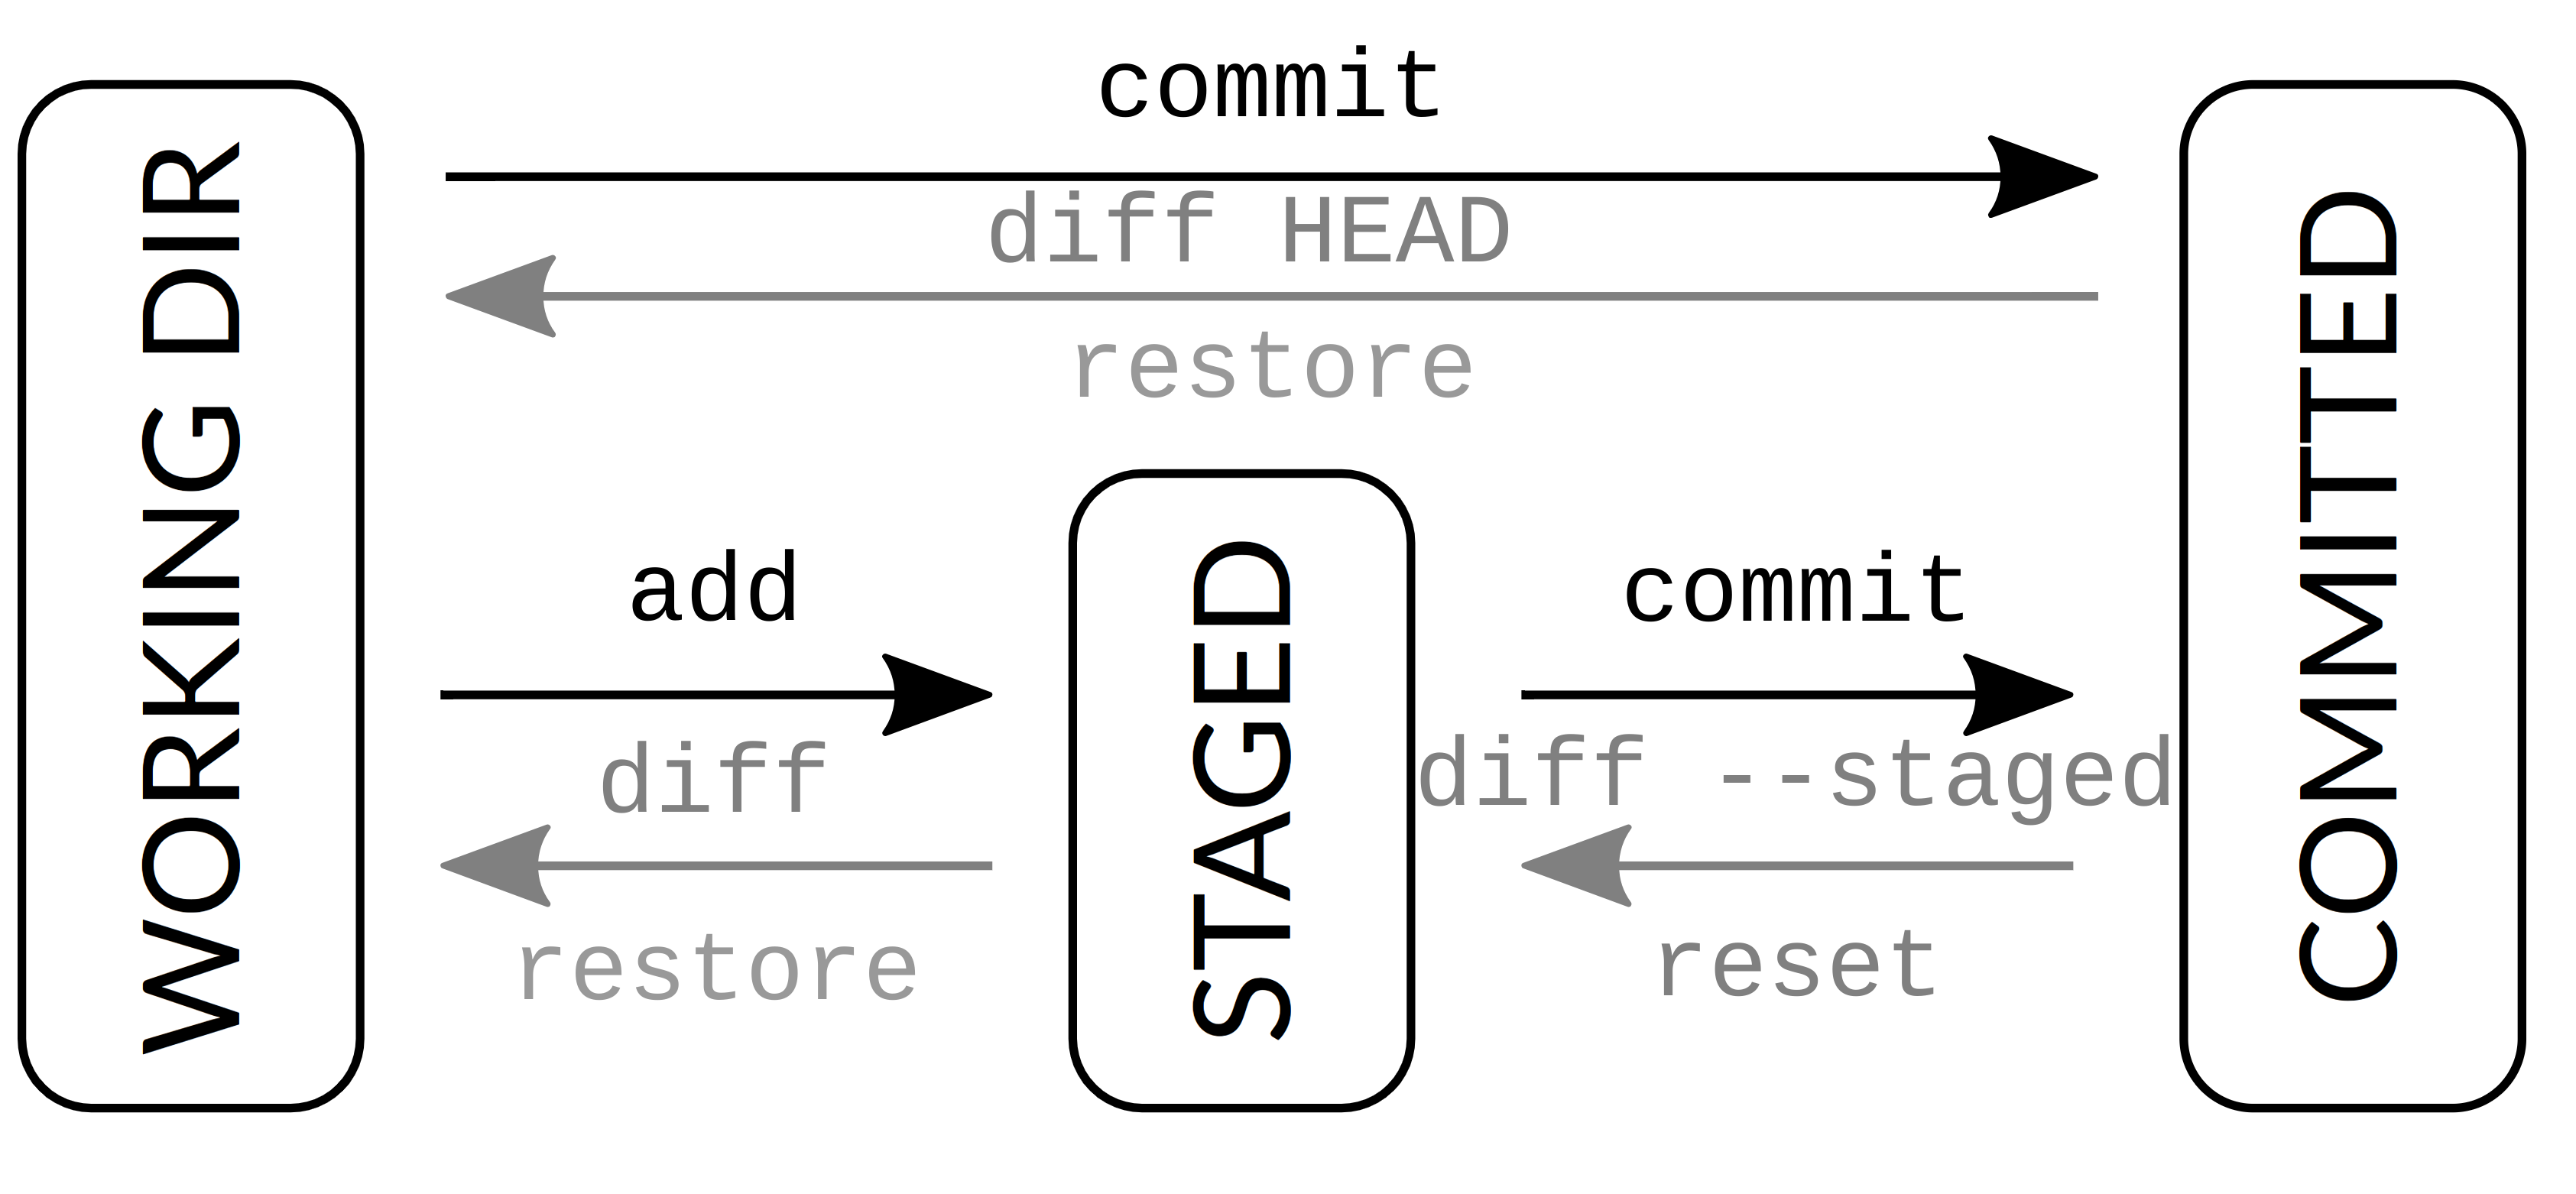 WORKING DIR
commit
diff HEAD
restore
COMMITTED
add
diff
restore
STAGED
commit
diff --staged
reset